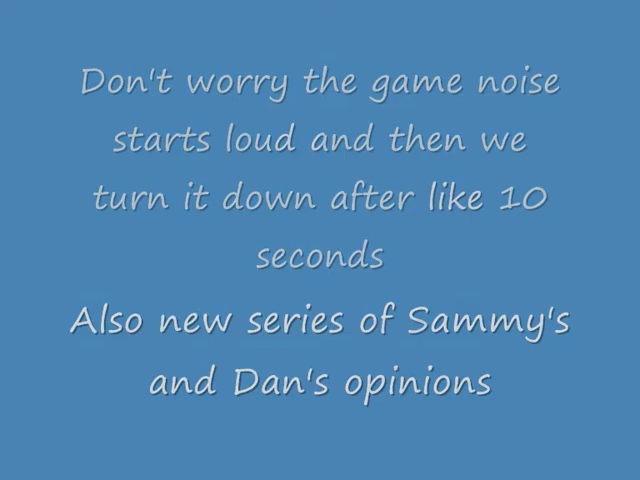 Don't worry the game noise
starts loud and then we
turn it down after like 10
seconds
Also new series of Sammy's
and Dan's opinions